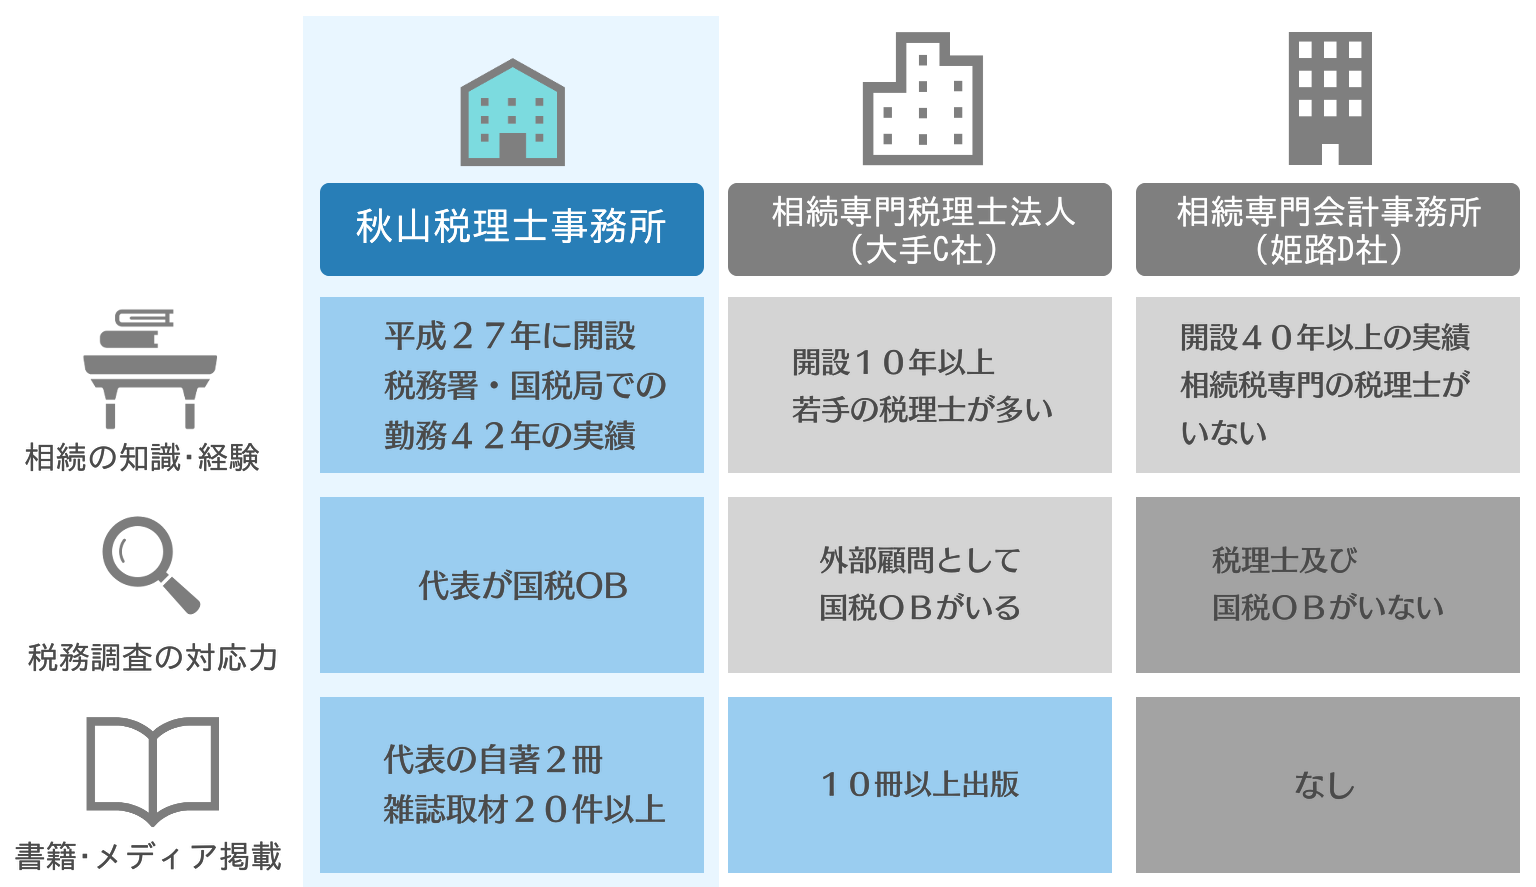 秋山税理士事務所
相続専門税理士法人
（大手C社）
相続専門会計事務所
（姫路D社）
相続の知識・経験
平成２７年に開設
税務署・国税局での
勤務４２年の実績
開設１０年以上
若手の税理士が多い
開設４０年以上の実績
相続税専門の税理士が
いない
税務調査の対応力
代表が国税OB
外部顧問として
国税ＯＢがいる
税理士及び
国税ＯＢがいない
書籍・メディア掲載
代表の自著２冊
雑誌取材２０件以上
１０冊以上出版
なし